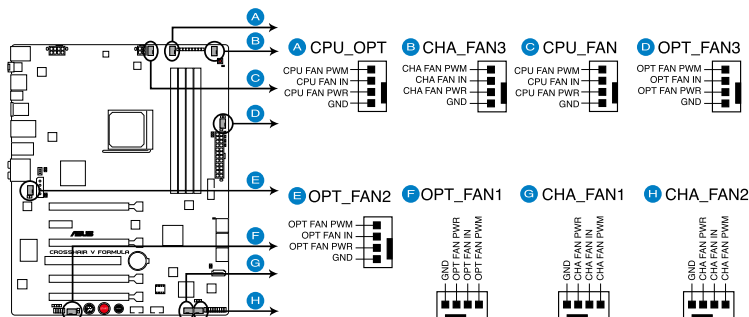 A
B
C
D
E
F
G
H
ASUS
CROSSHAIR V FORMULA
A CPU_OPT
CPU FAN PWM
CPU FAN IN
CPU FAN PWR
GND
B CHA_FAN3
CHA FAN PWM
CHA FAN IN
CHA FAN PWR
GND
C CPU_FAN
CPU FAN PWM
CPU FAN IN
CPU FAN PWR
GND
D OPT_FAN3
OPT FAN PWM
OPT FAN IN
OPT FAN PWR
GND
E OPT_FAN2
OPT FAN PWM
OPT FAN IN
OPT FAN PWR
GND
F OPT_FAN1
GND
OPT FAN PWR
OPT FAN IN
OPT FAN PWM
G CHA_FAN1
GND
CHA FAN PWR
CHA FAN IN
CHA FAN PWM
H CHA_FAN2
GND
CHA FAN PWR
CHA FAN IN
CHA FAN PWM